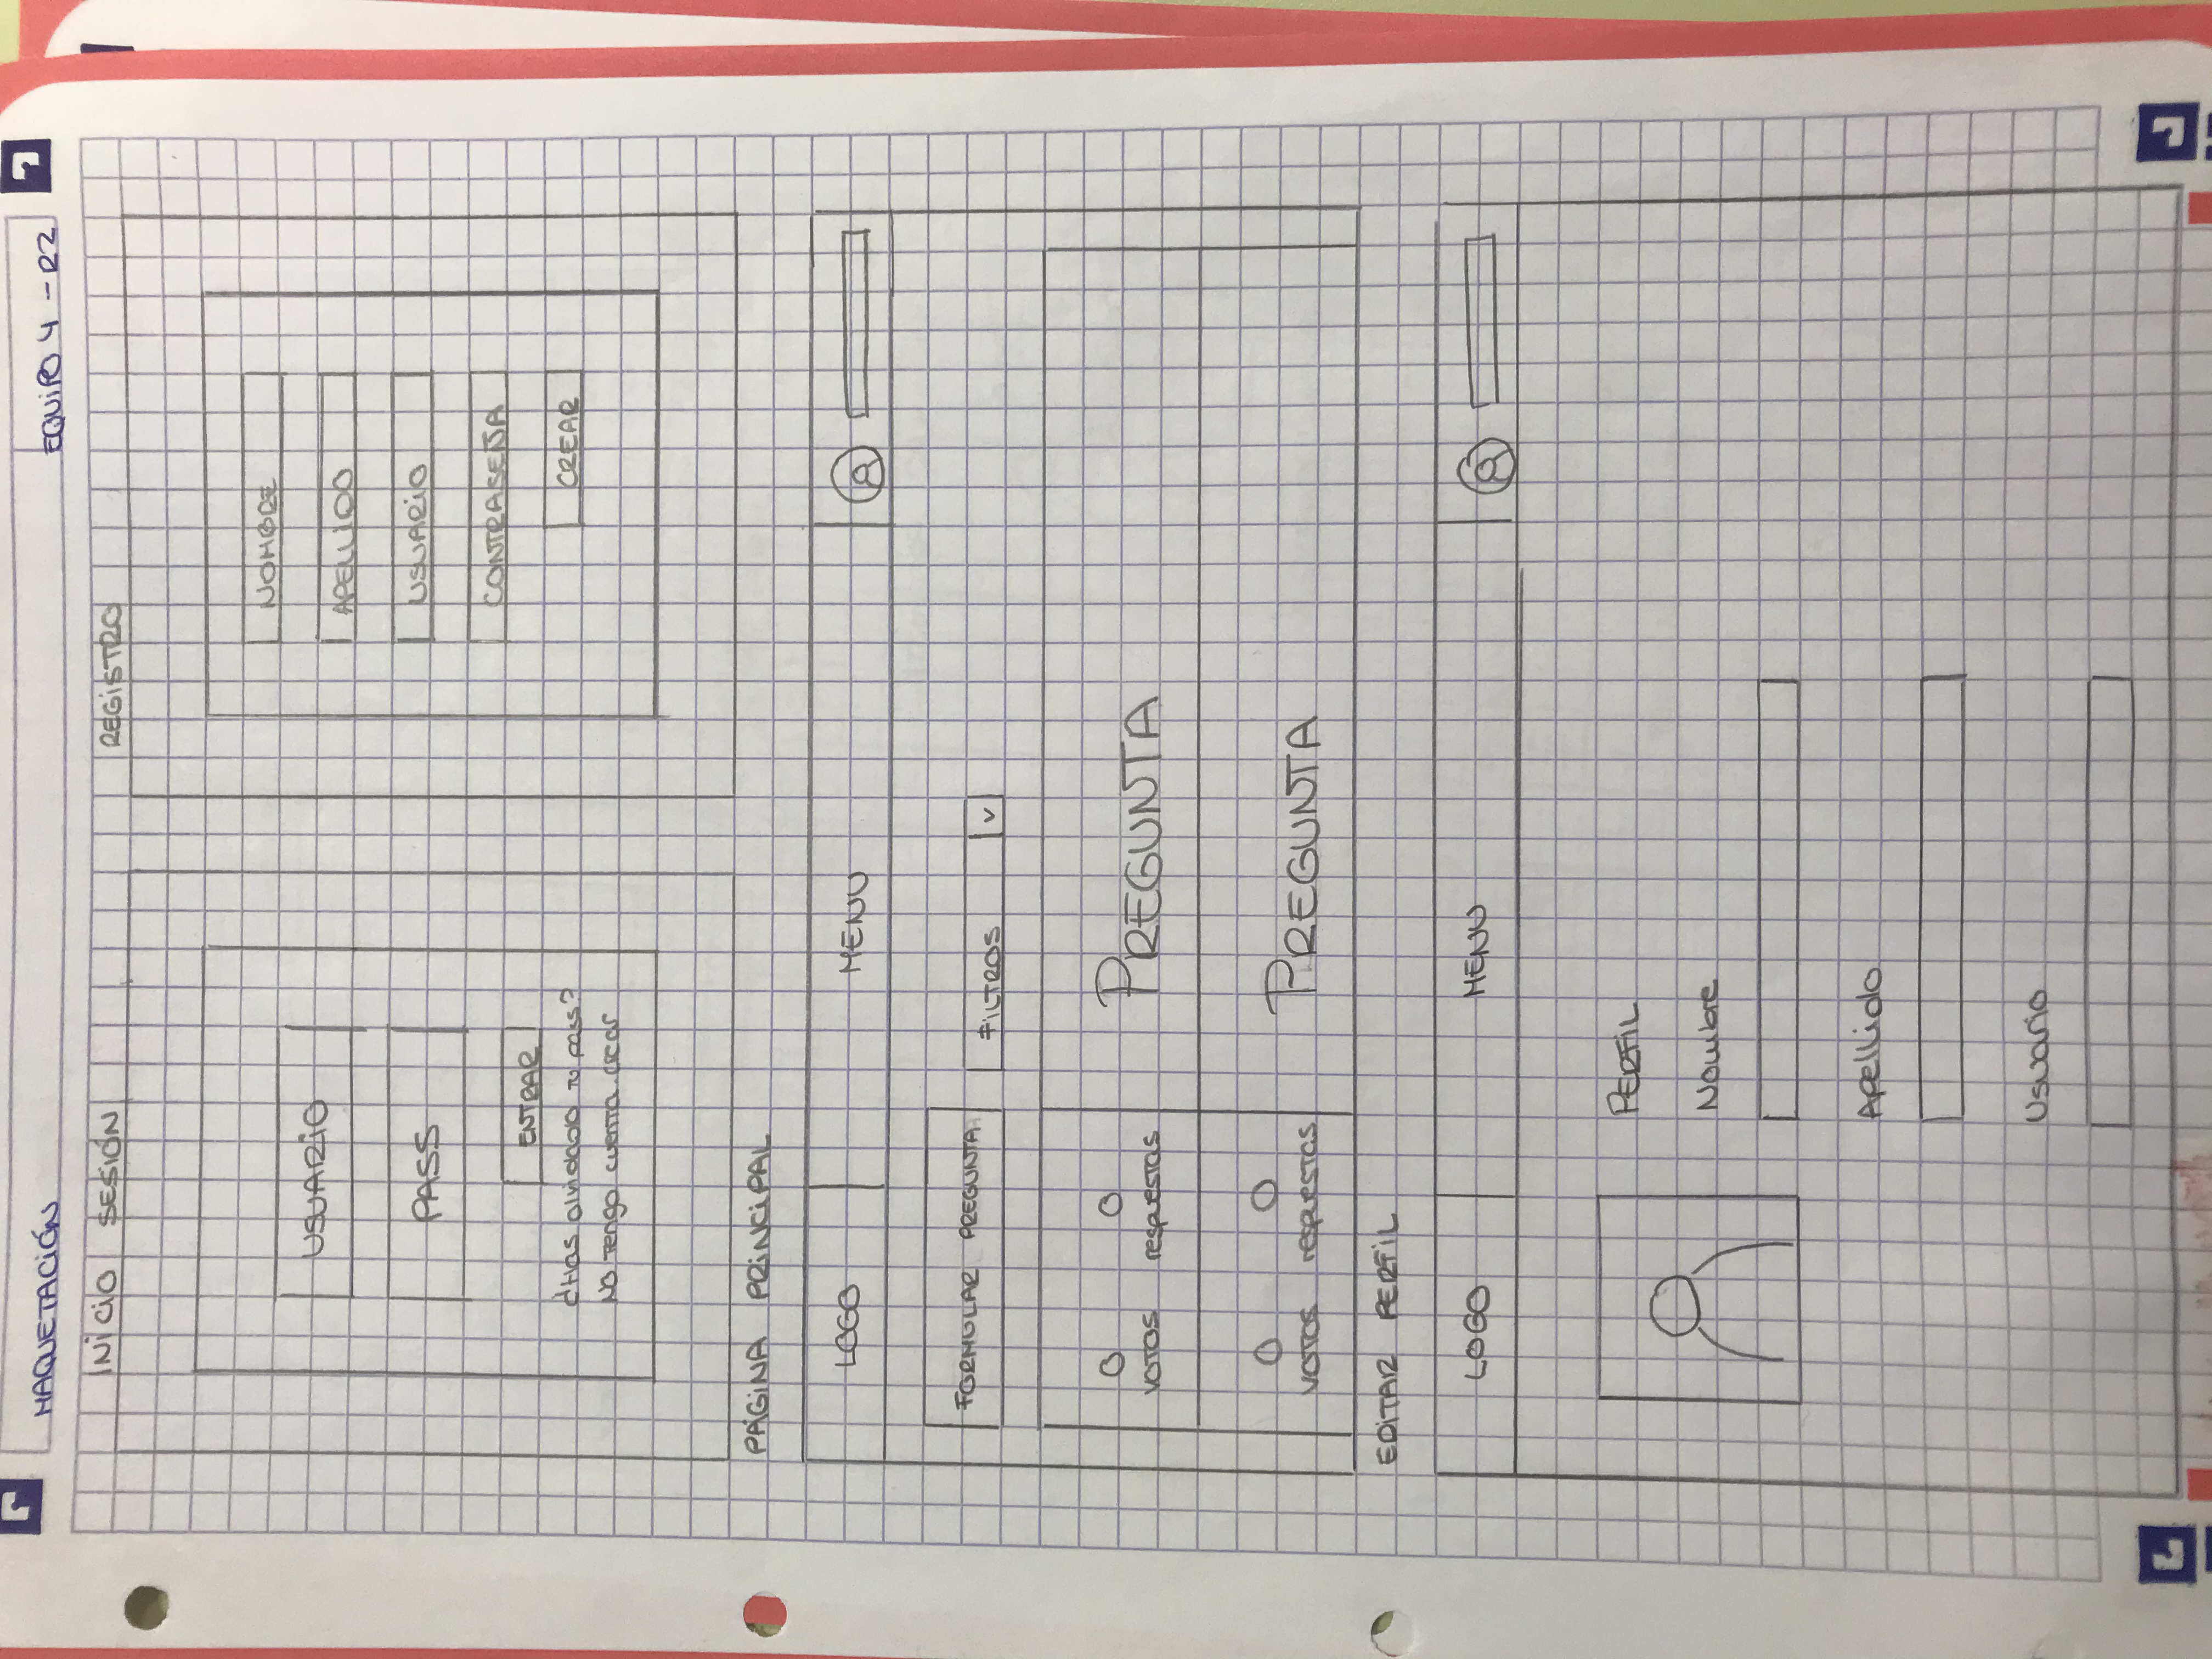 MAQUETACIÓN
EQUIPO 4 - R2
INICIO SESIÓN
USUARIO
PASS
ENTRAR
¿Has olvidado tu pass?
No tengo cuenta. crear
REGISTRO
NOMBRE
APELLIDO
USUARIO
CONTRASEÑA
CREAR
PÁGINA PRINCIPAL
LOGO MENU
FORMULAR PREGUNTA FILTROS V
0 0
VOTOS respuestas PREGUNTA
0 0
VOTOS respuestas PREGUNTA
EDITAR PERFIL
LOGO MENU
PERFIL
Nombre
Apellido
Usuario